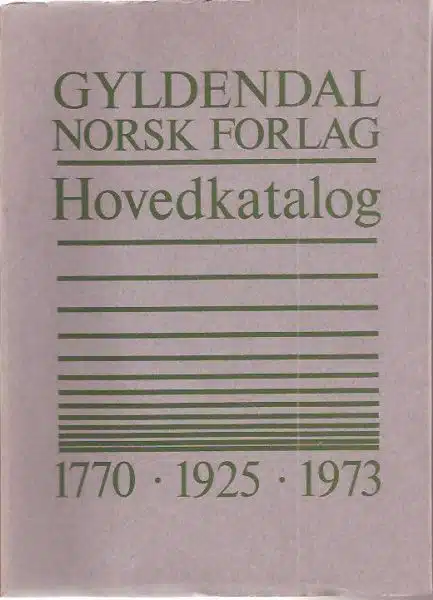 GYLDENDAL
NORSK FORLAG
Hovedkatalog
1770 · 1925 · 1973